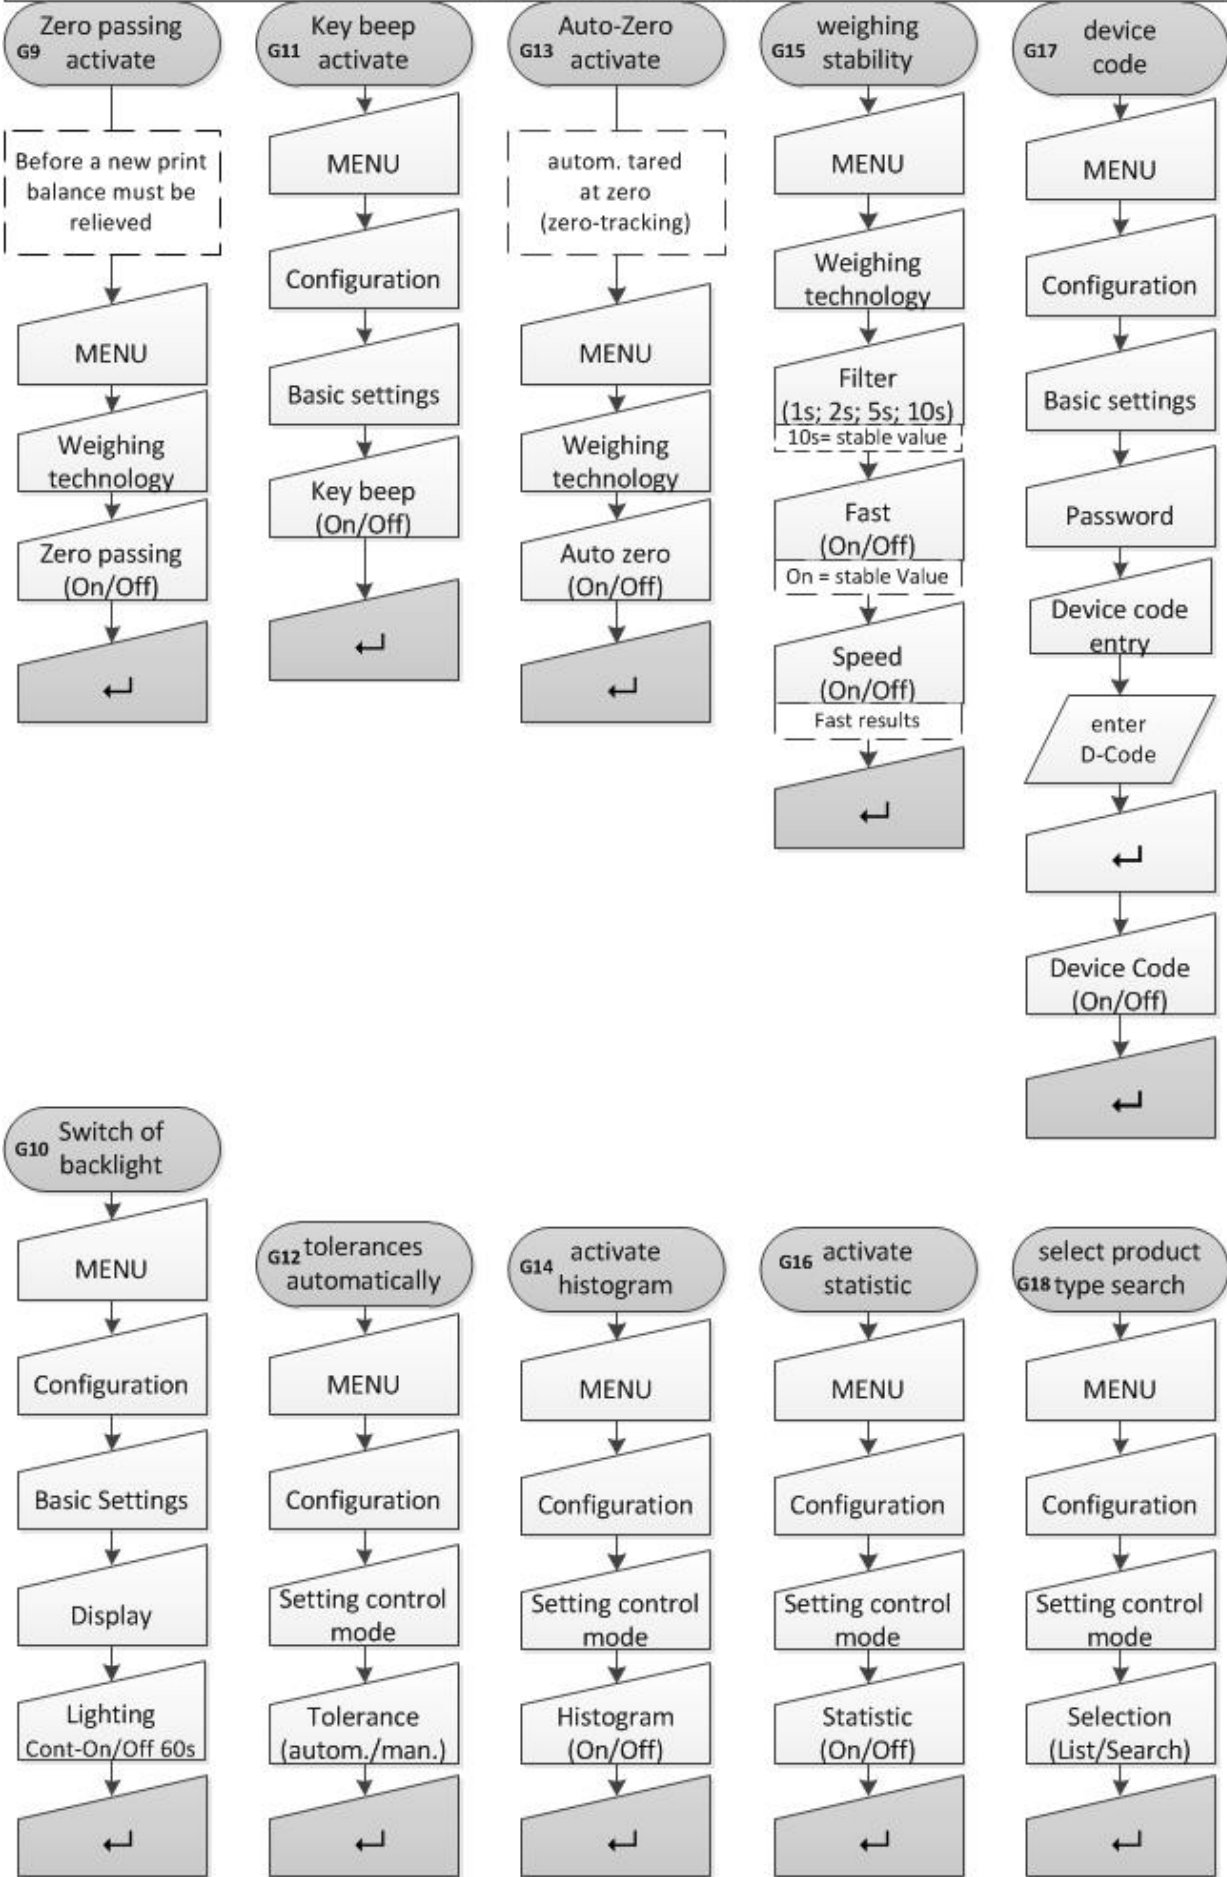 G9
Zero passing
activate
Before a new print
balance must be
relieved
MENU
Weighing
technology
Zero passing
(On/Off)
↵
G11
Key beep
activate
MENU
Configuration
Basic settings
Key beep
(On/Off)
↵
G13
Auto-Zero
activate
autom. tared
at zero
(zero-tracking)
MENU
Weighing
technology
Auto zero
(On/Off)
↵
G15
weighing
stability
MENU
Weighing
technology
Filter
(1s; 2s; 5s; 10s)
10s= stable value
Fast
(On/Off)
On = stable Value
Speed
(On/Off)
Fast results
↵
G17
device
code
MENU
Configuration
Basic settings
Password
Device code
entry
enter
D-Code
↵
Device Code
(On/Off)
↵
G10
Switch of
backlight
MENU
Configuration
Basic Settings
Display
Lighting
Cont-On/Off 60s
↵
G12
tolerances
automatically
MENU
Configuration
Setting control
mode
Tolerance
(autom./man.)
↵
G14
activate
histogram
MENU
Configuration
Setting control
mode
Histogram
(On/Off)
↵
G16
activate
statistic
MENU
Configuration
Setting control
mode
Statistic
(On/Off)
↵
select product
G18 type search
MENU
Configuration
Setting control
mode
Selection
(List/Search)
↵